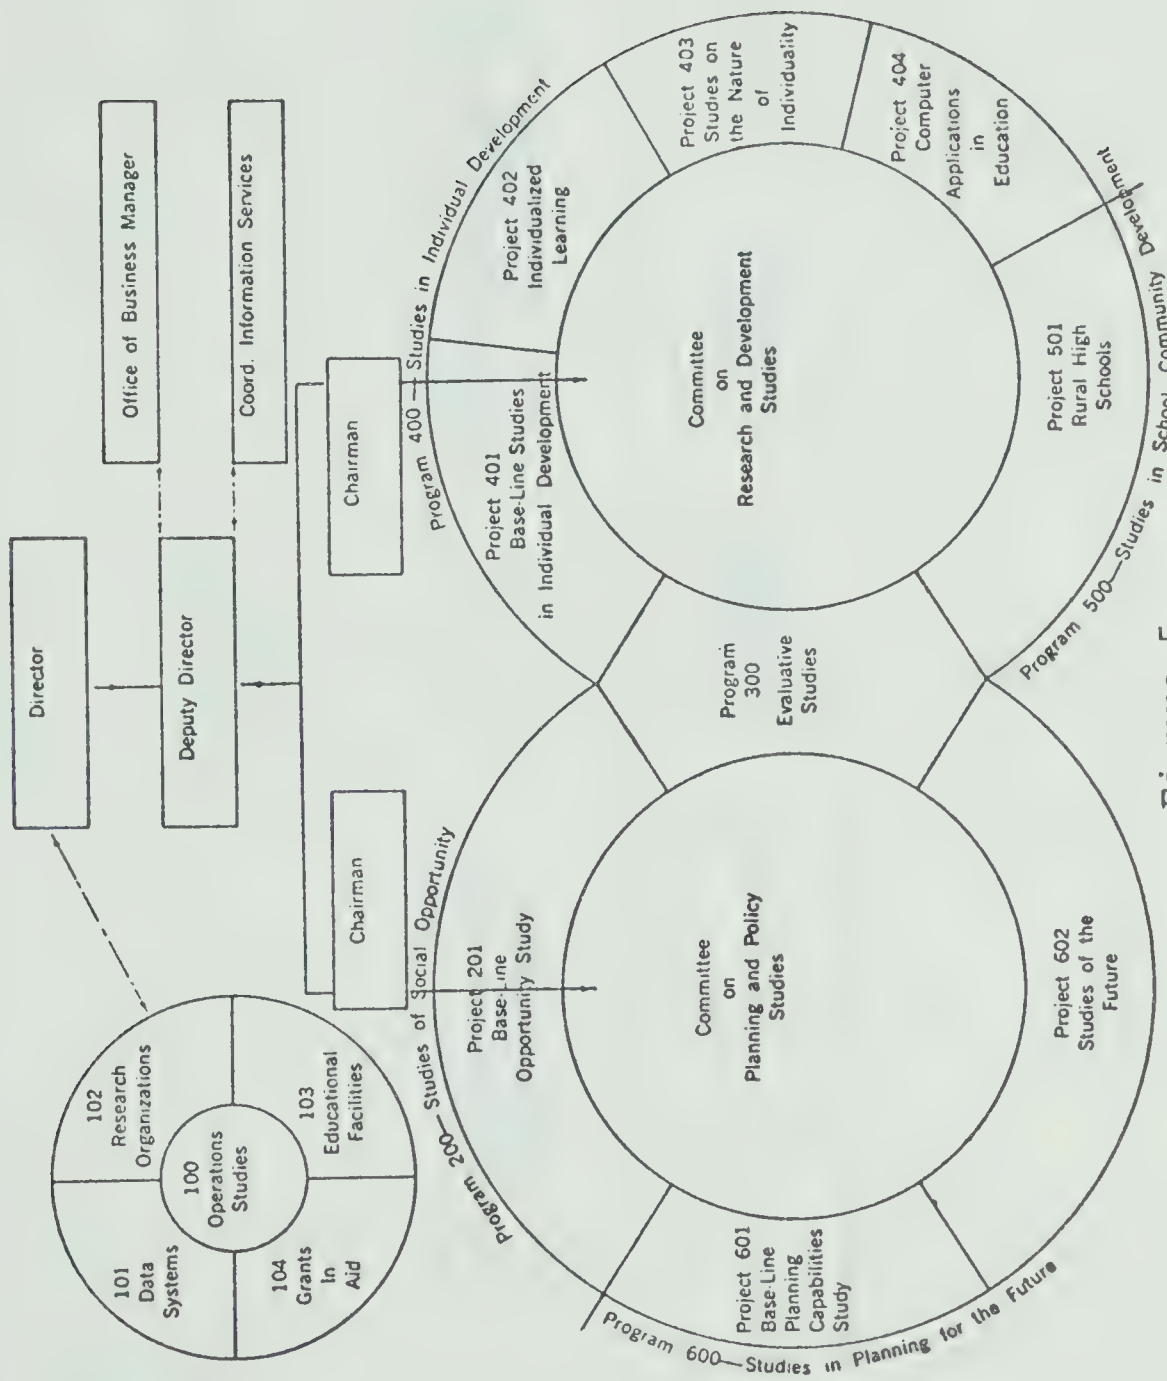 Director
Deputy Director
Office of Business Manager
Coord. Information Services
Chairman
Chairman
102
Research
Organizations
101
Data
Systems
100
Operations
Studies
103
Educational
Facilities
104
Grants
In
Aid
Program 200—Studies of Social Opportunity
Project 201
Base-Line
Opportunity Study
Committee
on
Planning and Policy
Studies
Project 601
Base-Line
Planning
Capabilities
Study
Program 600—Studies in Planning for the Future
Project 602
Studies of the
Future
Program
300
Evaluative
Studies
Program 400—Studies in Individual Development
Project 401
Base-Line Studies
in Individual Development
Project 402
Individualized
Learning
Project 403
Studies on
the Nature
of
Individuality
Project 404
Computer
Applications
in
Education
Committee
on
Research and Development
Studies
Project 501
Rural High
Schools
Program 500—Studies in School Community Development